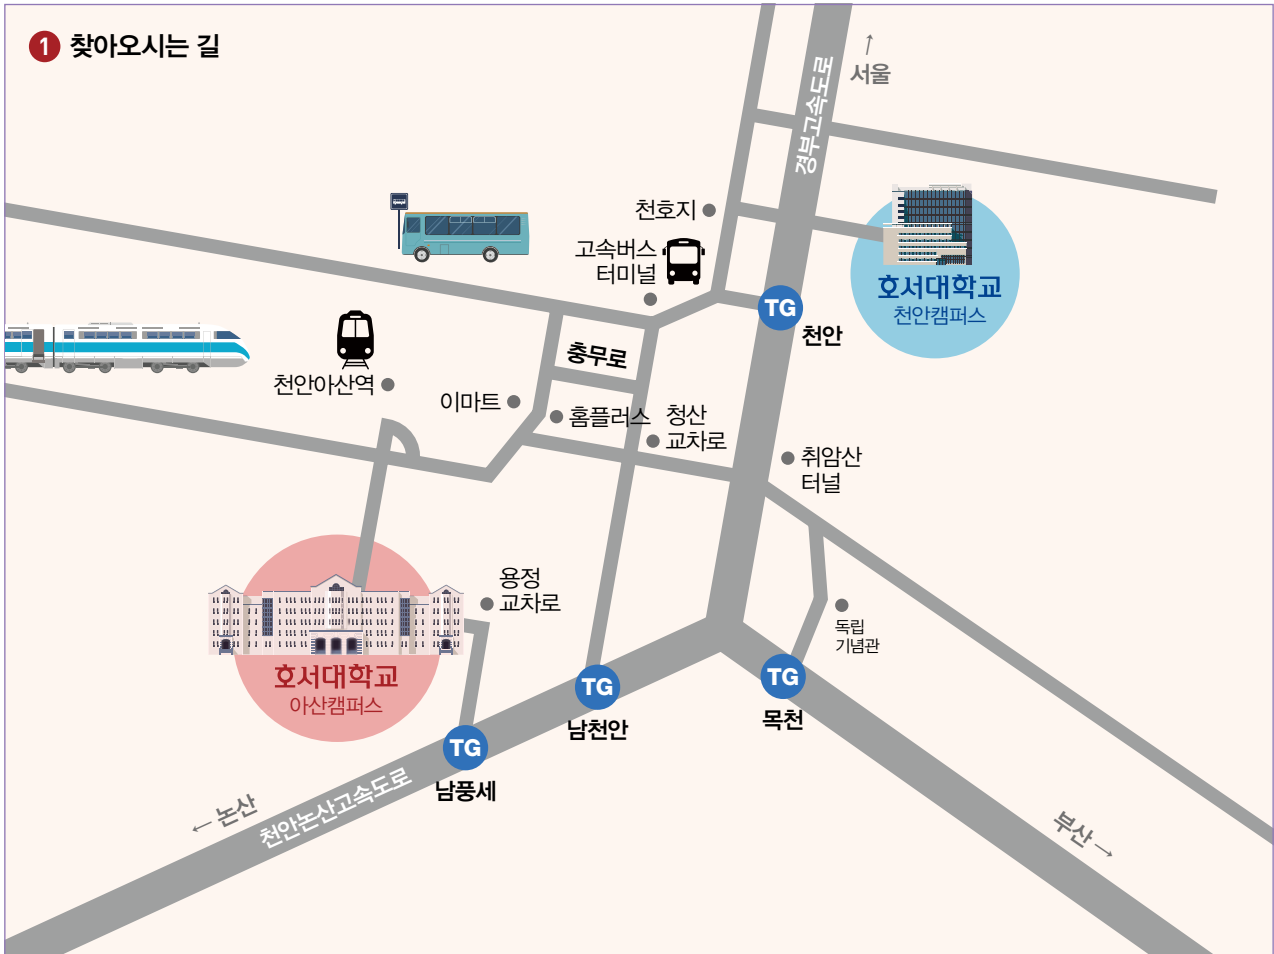 1 찾아오시는 길
↑
서울
경부고속도로
천호지
고속버스
터미널
호서대학교
천안캠퍼스
TG
천안
충무로
천안아산역
이마트
홈플러스
청산
교차로
취암산
터널
용정
교차로
독립
기념관
호서대학교
아산캠퍼스
TG
목천
TG
남천안
TG
남풍세
← 논산
천안논산고속도로
부산 →